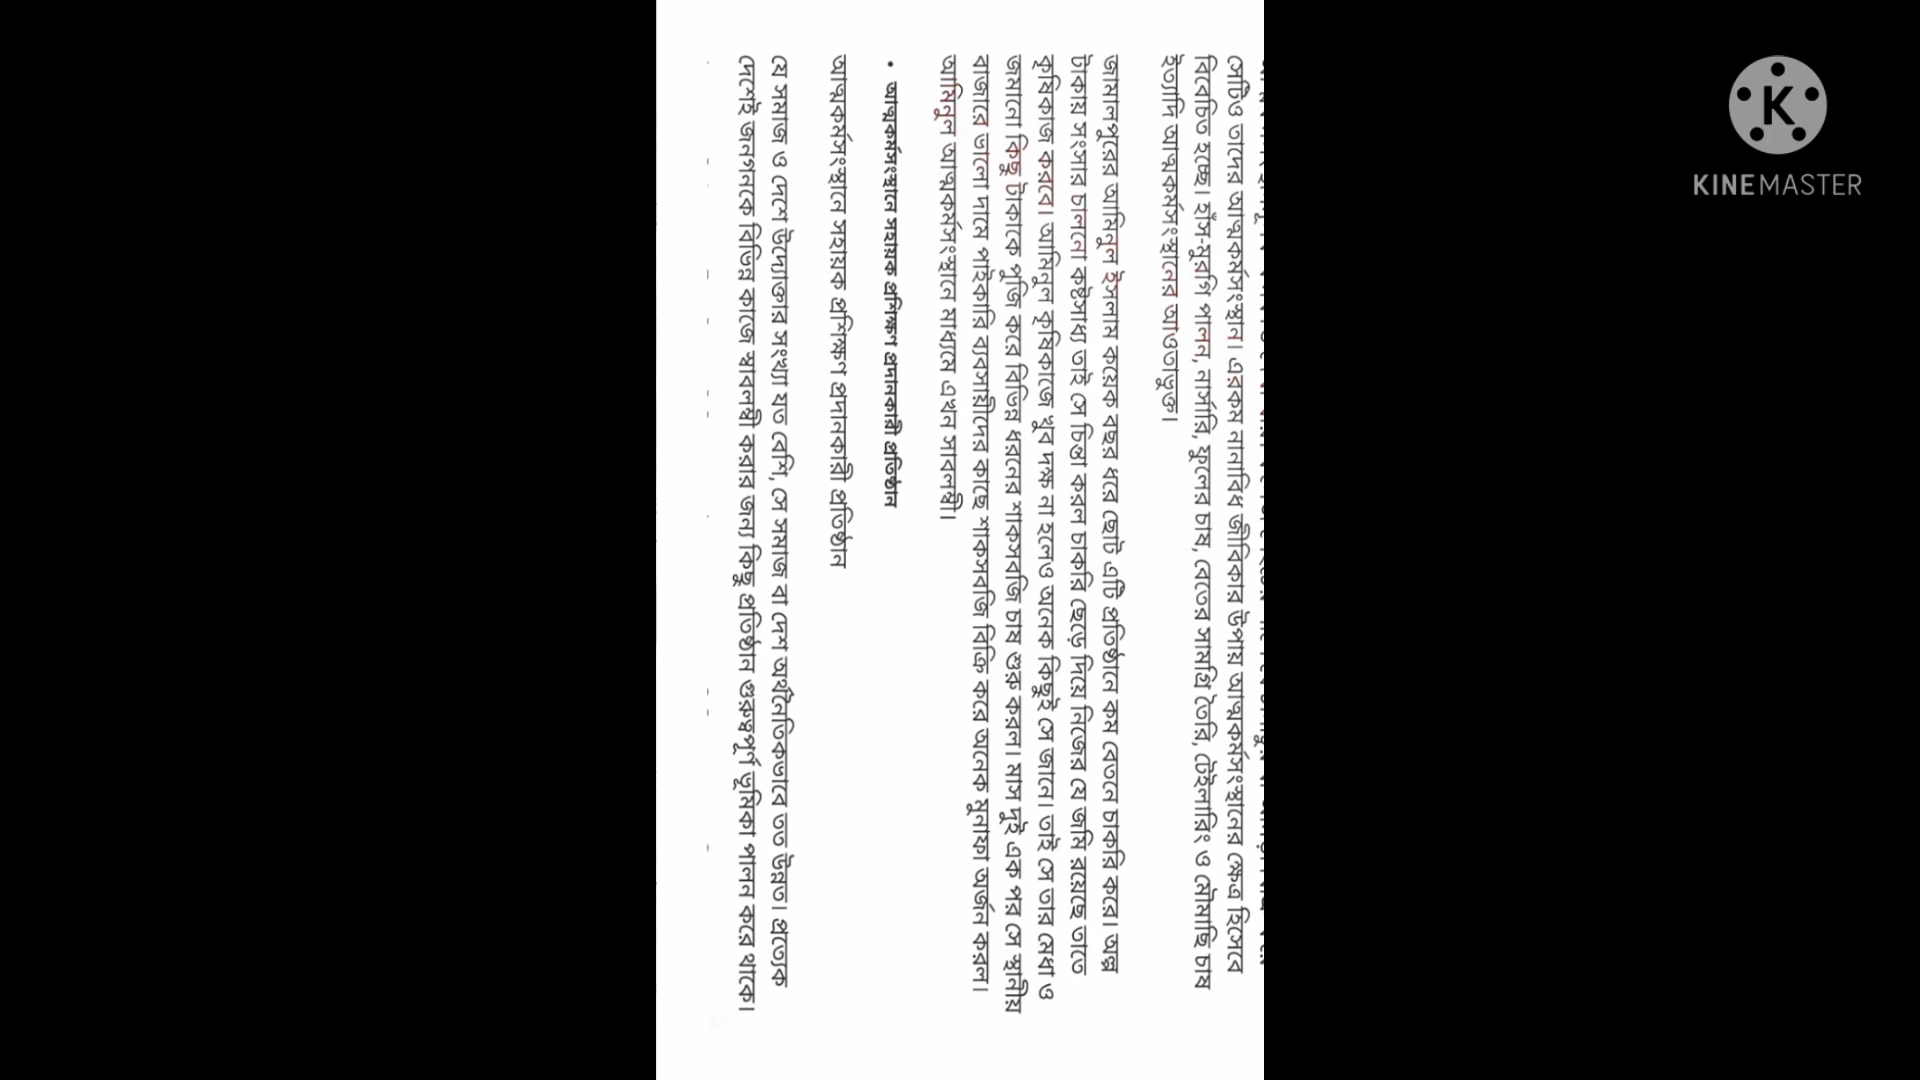 সেটিও তাদের আত্মকর্মসংস্থান। এরকম নানাবিধ জীবিকার উপায় আত্মকর্মসংস্থানের ক্ষেত্র হিসেবে
বিবেচিত হচ্ছে। হাঁস-মুরগি পালন, নার্সারি, ফুলের চাষ, বেতের সামগ্রি তৈরি, টেইলারিং ও মৌমাছি চাষ
ইত্যাদি আত্মকর্মসংস্থানের আওতাভুক্ত।
জামালপুরের আমিনুল ইসলাম কয়েক বছর ধরে ছোট এটি প্রতিষ্ঠানে কম বেতনে চাকরি করে। অল্প
টাকায় সংসার চালনো কষ্টসাধ্য তাই সে চিন্তা করল চাকরি ছেড়ে দিয়ে নিজের যে জমি রয়েছে তাতে
কৃষিকাজ করবে। আমিনুল কৃষিকাজে খুব দক্ষ না হলেও অনেক কিছুই সে জানে। তাই সে তার মেধা ও
জমানো কিছু টাকাকে পুজি করে বিভিন্ন ধরনের শাকসবজি চাষ শুরু করল। মাস দুই এক পর সে স্থানীয়
বাজারে ভালো দামে পাইকারি ব্যবসায়ীদের কাছে শাকসবজি বিক্রি করে অনেক মুনাফা অর্জন করল।
আমিনুল আত্মকর্মসংস্থানে মাধ্যমে এখন সাবলম্বী।
• আত্মকর্মসংস্থানে সহায়ক প্রশিক্ষণ প্রদানকারী প্রতিষ্ঠান
আত্মকর্মসংস্থানে সহায়ক প্রশিক্ষণ প্রদানকারী প্রতিষ্ঠান
যে সমাজ ও দেশে উদ্যোক্তার সংখ্যা যত বেশি, সে সমাজ বা দেশ অর্থনৈতিকভাবে তত উন্নত। প্রত্যেক
দেশেই জনগনকে বিভিন্ন কাজে স্বাবলম্বী করার জন্য কিছু প্রতিষ্ঠান গুরুত্বপূর্ণ ভূমিকা পালন করে থাকে।
K
KINEMASTER